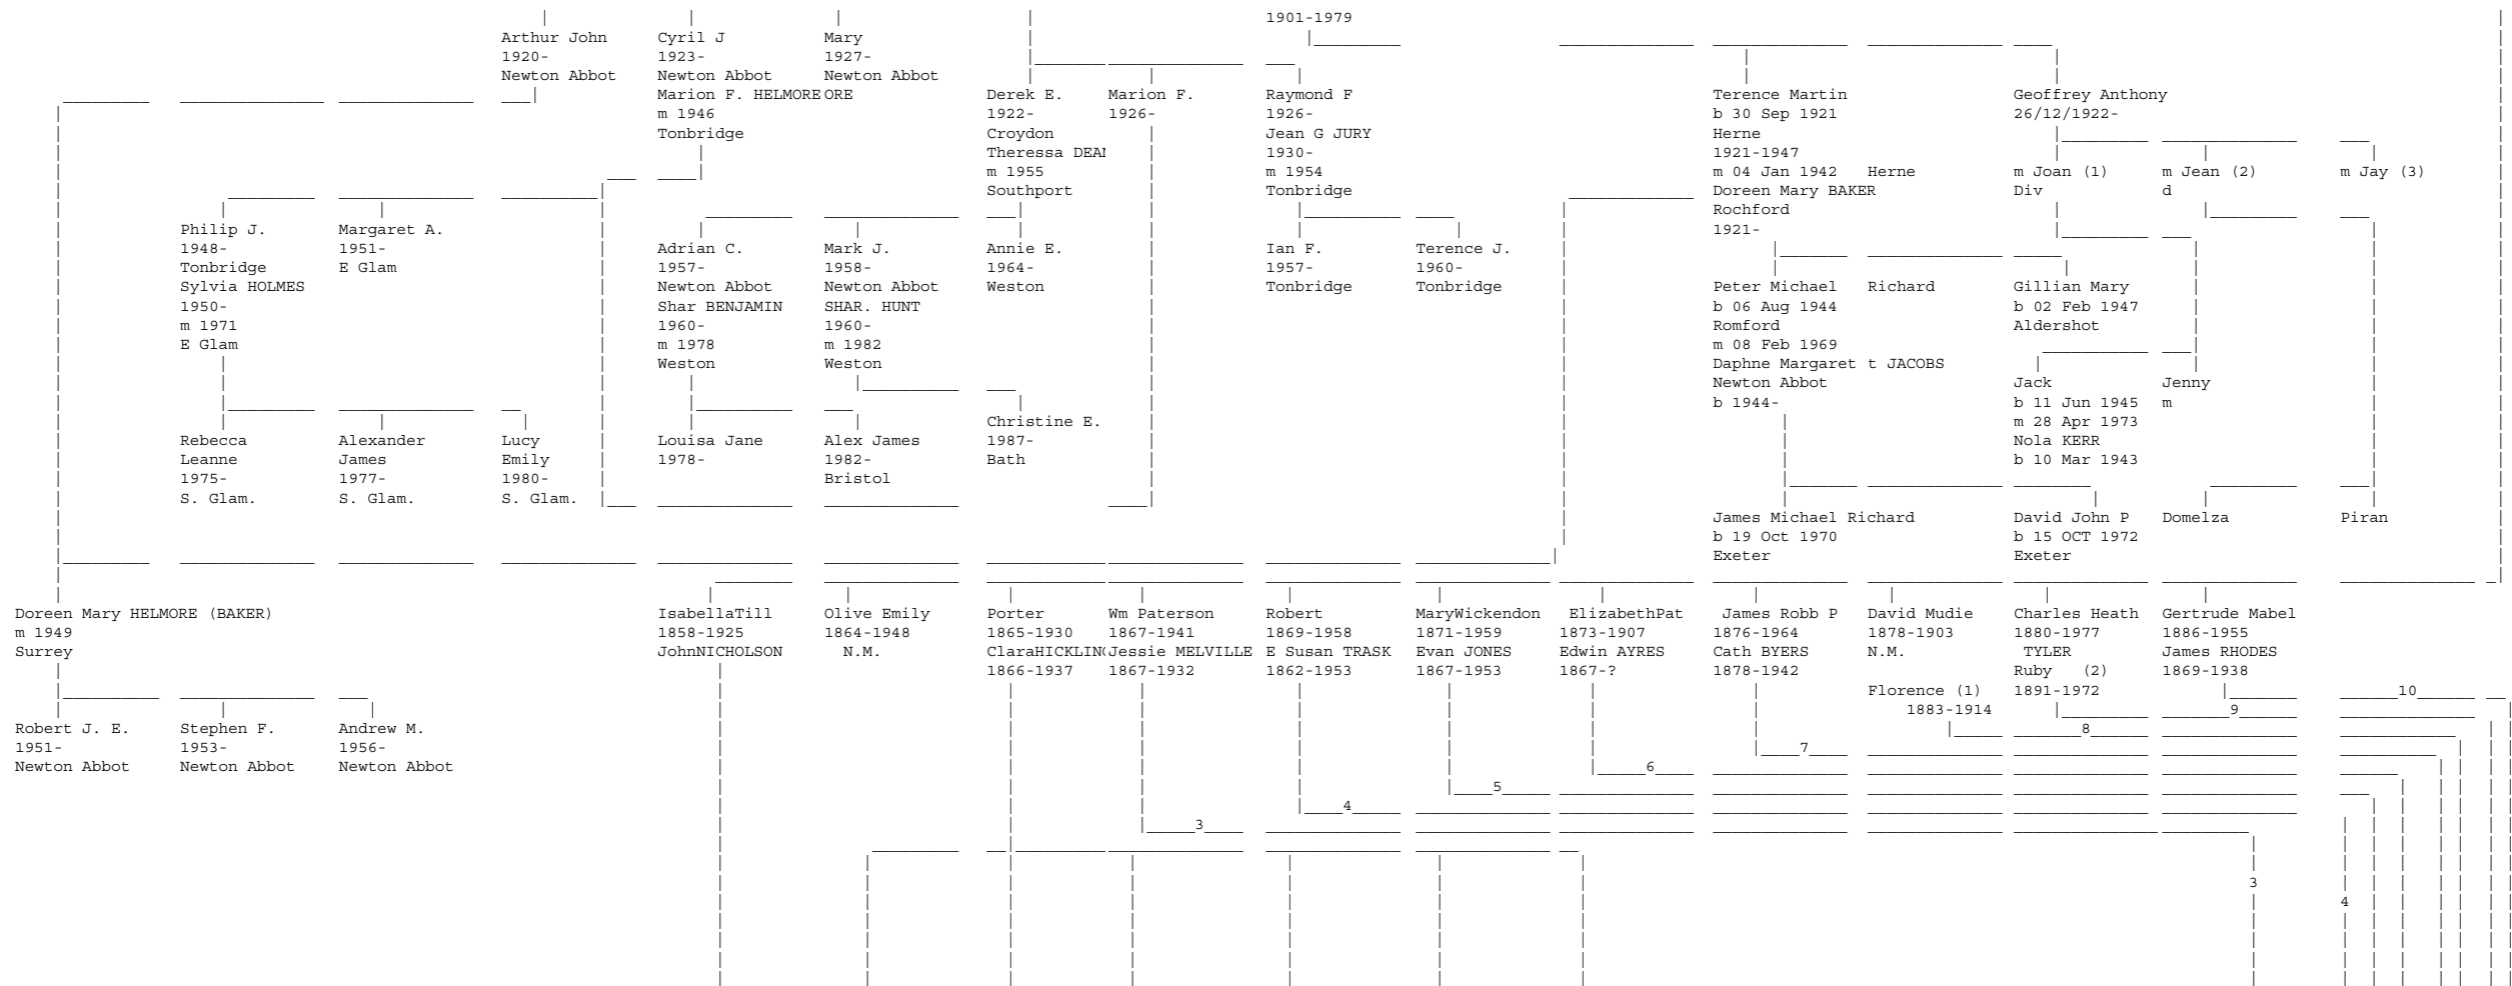 1901-1979
Arthur John Cyril J Mary
1920- 1923- 1927-
Newton Abbot Newton Abbot Newton Abbot
Marion F. HELMORE ORE Derek E. Marion F. Raymond F Terence Martin Geoffrey Anthony
m 1946 1922- 1926- 1926- b 30 Sep 1921 26/12/1922-
Tonbridge Croydon Jean G JURY Herne
Theressa DEAN 1930- 1921-1947
m 1955 m 1954 m 04 Jan 1942 Herne m Joan (1) m Jean (2) m Jay (3)
Southport Tonbridge Doreen Mary BAKER Div d
Rochford
Philip J. Margaret A. 1921-
1948- 1951- Adrian C. Mark J. Annie E. Ian F. Terence J.
Tonbridge E Glam 1957- 1958- 1964- 1957- 1960-
Sylvia HOLMES Newton Abbot Newton Abbot Weston Tonbridge Tonbridge Peter Michael Richard Gillian Mary
1950- Shar BENJAMIN SHAR. HUNT b 06 Aug 1944 b 02 Feb 1947
m 1971 1960- 1960- Romford Aldershot
E Glam m 1978 m 1982 m 08 Feb 1969
Weston Weston Daphne Margaret t JACOBS
Newton Abbot Jack Jenny
b 1944- b 11 Jun 1945 m
Christine E. m 28 Apr 1973
Rebecca Alexander Lucy Louisa Jane Alex James 1987- Nola KERR
Leanne James Emily 1978- 1982- Bath b 10 Mar 1943
1975- 1977- 1980- Bristol
S. Glam. S. Glam. S. Glam.
James Michael Richard David John P Domelza Piran
b 19 Oct 1970 b 15 OCT 1972
Exeter Exeter
Doreen Mary HELMORE (BAKER) IsabellaTill Olive Emily Porter Wm Paterson Robert MaryWickendon ElizabethPat James Robb P David Mudie Charles Heath Gertrude Mabel
m 1949 1858-1925 1864-1948 1865-1930 1867-1941 1869-1958 1871-1959 1873-1907 1876-1964 1878-1903 1880-1977 1886-1955
Surrey JohnNICHOLSON N.M. ClaraHICKLING Jessie MELVILLE E Susan TRASK Evan JONES Edwin AYRES Cath BYERS N.M. TYLER James RHODES
1866-1937 1867-1932 1862-1953 1867-1953 1867-? 1878-1942 Ruby (2) 1869-1938
Florence (1) 1891-1972 10
1883-1914 9
Robert J. E. Stephen F. Andrew M. 8
1951- 1953- 1956- 7
Newton Abbot Newton Abbot Newton Abbot 6
5
4
3
3
4